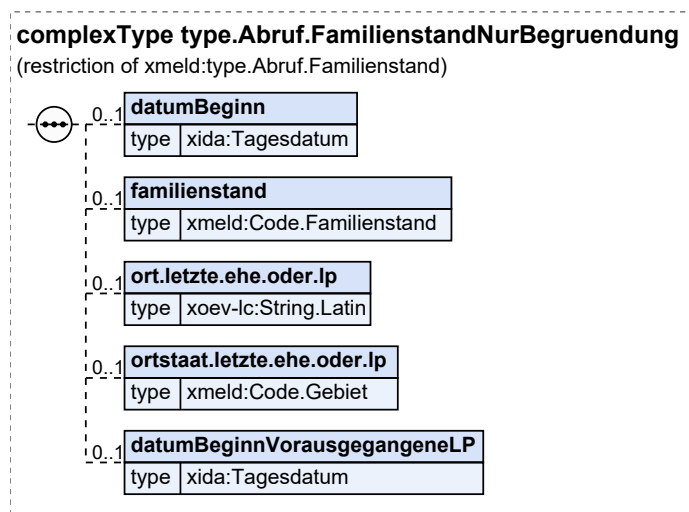 complexType type.Abruf.FamilienstandNurBegruendung
(restriction of xmeld:type.Abruf.Familienstand)
0..1 datumBeginn
type xida:Tagesdatum
0..1 familienstand
type xmeld:Code.Familienstand
0..1 ort.letzte.ehe.oder.lp
type xoev-lc:String.Latin
0..1 ortstaat.letzte.ehe.oder.lp
type xmeld:Code.Gebiet
0..1 datumBeginnVorausgegangeneLP
type xida:Tagesdatum